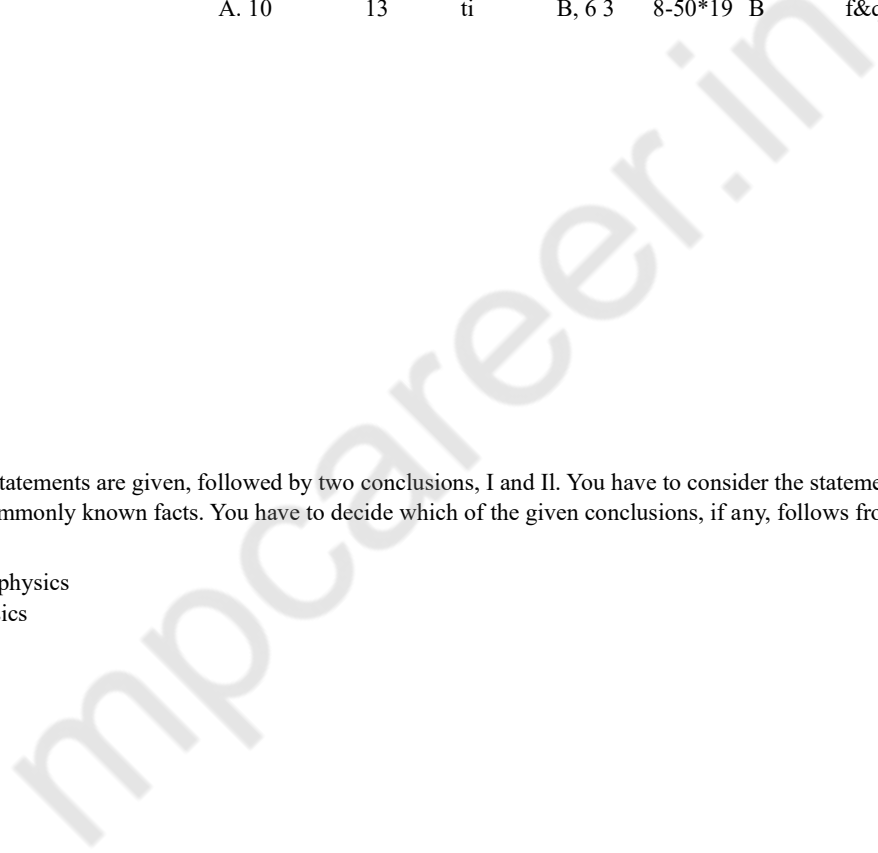 A. 10 13 ti B, 6 3 8-50*19 B f&c
tatements are given, followed by two conclusions, I and Il. You have to consider the stateme
mmonly known facts. You have to decide which of the given conclusions, if any, follows fro
physics
ics
mpcareer.in